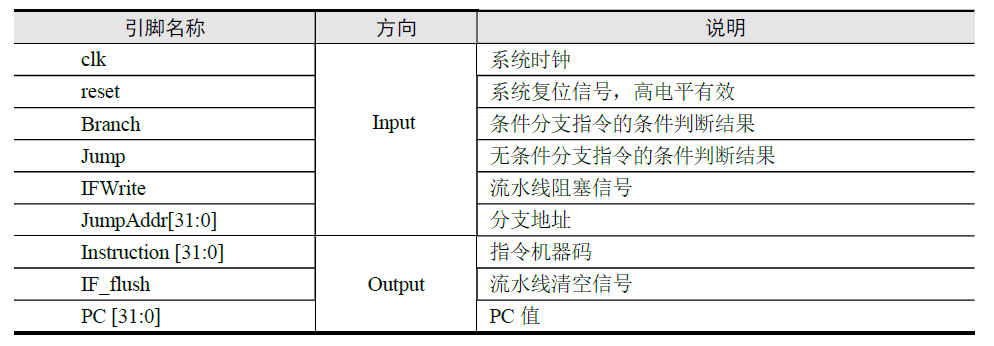 引脚名称 方向 说明
clk 系统时钟
reset 系统复位信号，高电平有效
Branch 条件分支指令的条件判断结果
Input
Jump 无条件分支指令的条件判断结果
IFWrite 流水线阻塞信号
JumpAddr[31:0] 分支地址
Instruction [31:0] 指令机器码
IF_flush Output 流水线清空信号
PC [31:0] PC 值